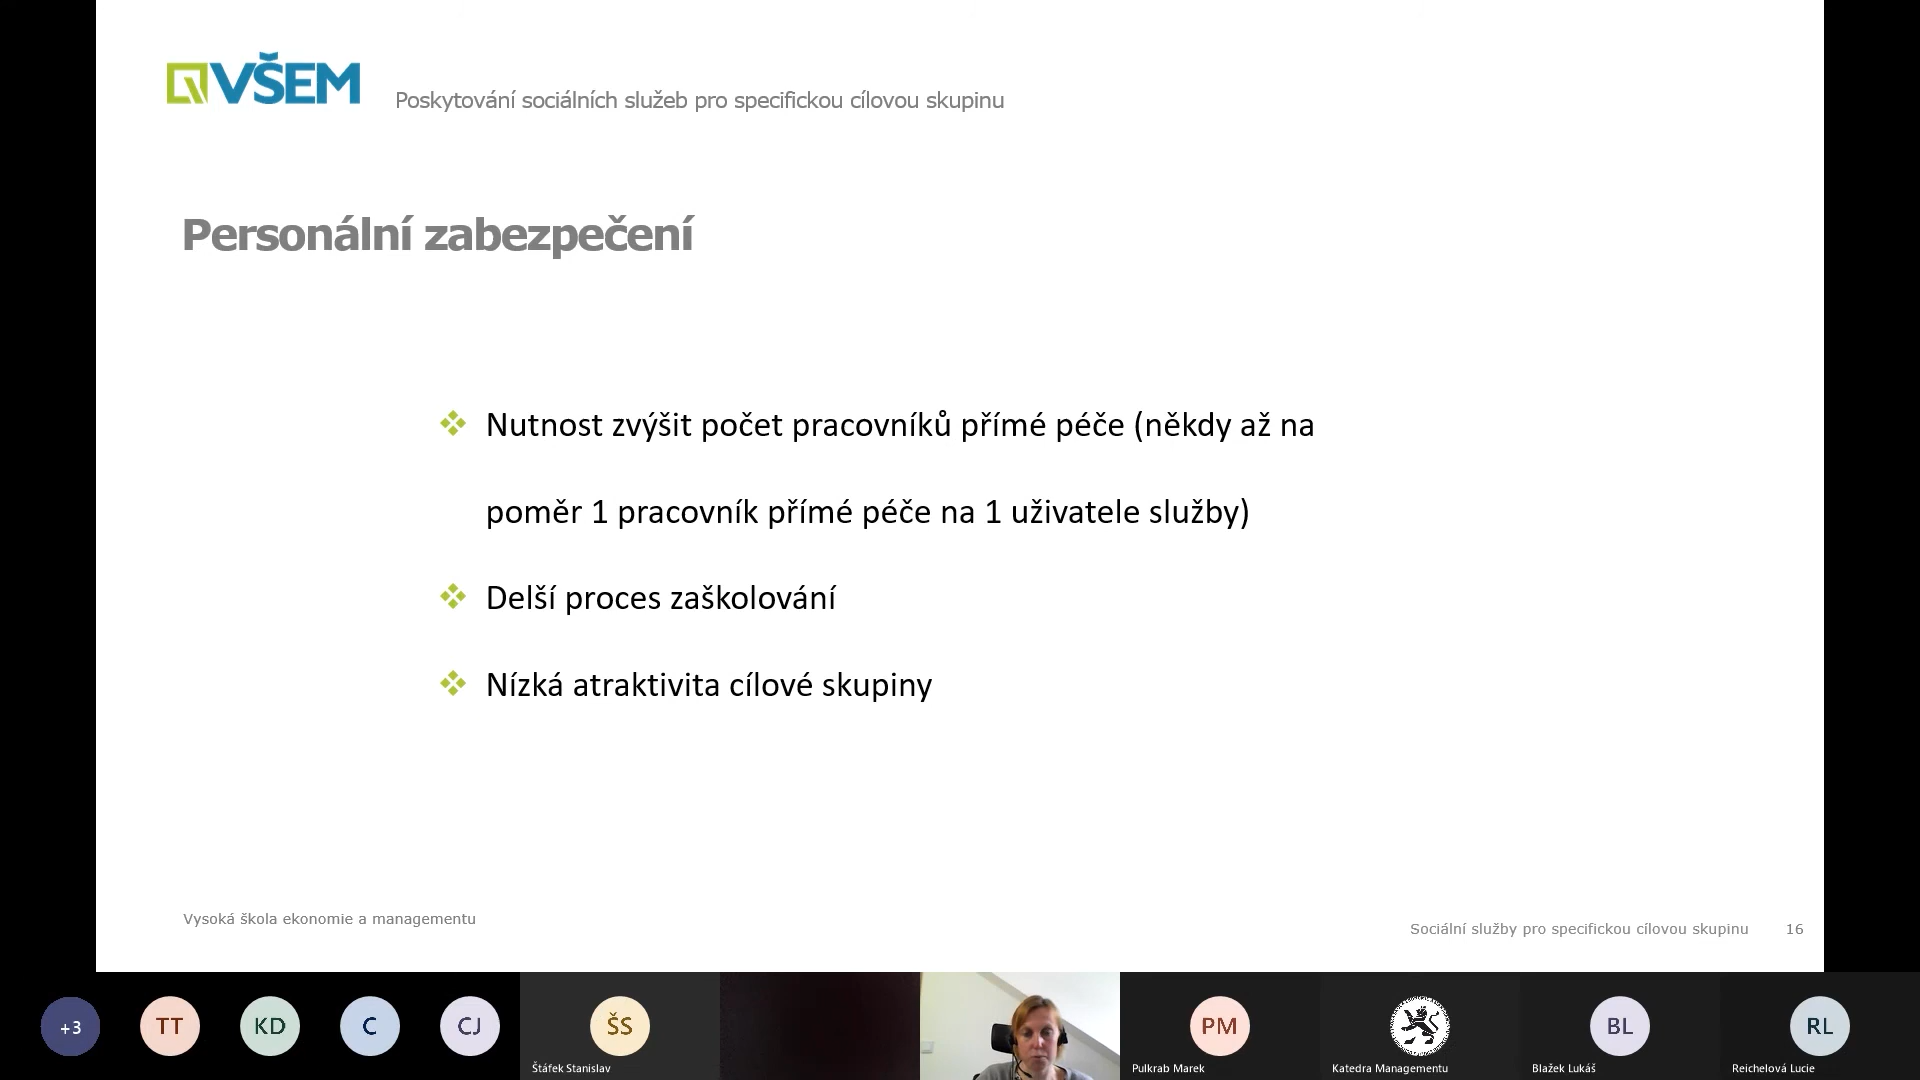 VŠEM
Poskytování sociálních služeb pro specifickou cílovou skupinu
Personální zabezpečení
Nutnost zvýšit počet pracovníků přímé péče (někdy až na
poměr 1 pracovník přímé péče na 1 uživatele služby)
Delší proces zaškolování
Nízká atraktivita cílové skupiny
Vysoká škola ekonomie a managementu
Sociální služby pro specifickou cílovou skupinu 16
+3
TT
KD
C
CJ
ŠS
Štáfek Stanislav
PM
Pulkrab Marek
Katedra Managementu
BL
Blažek Lukáš
RL
Reichelová Lucie